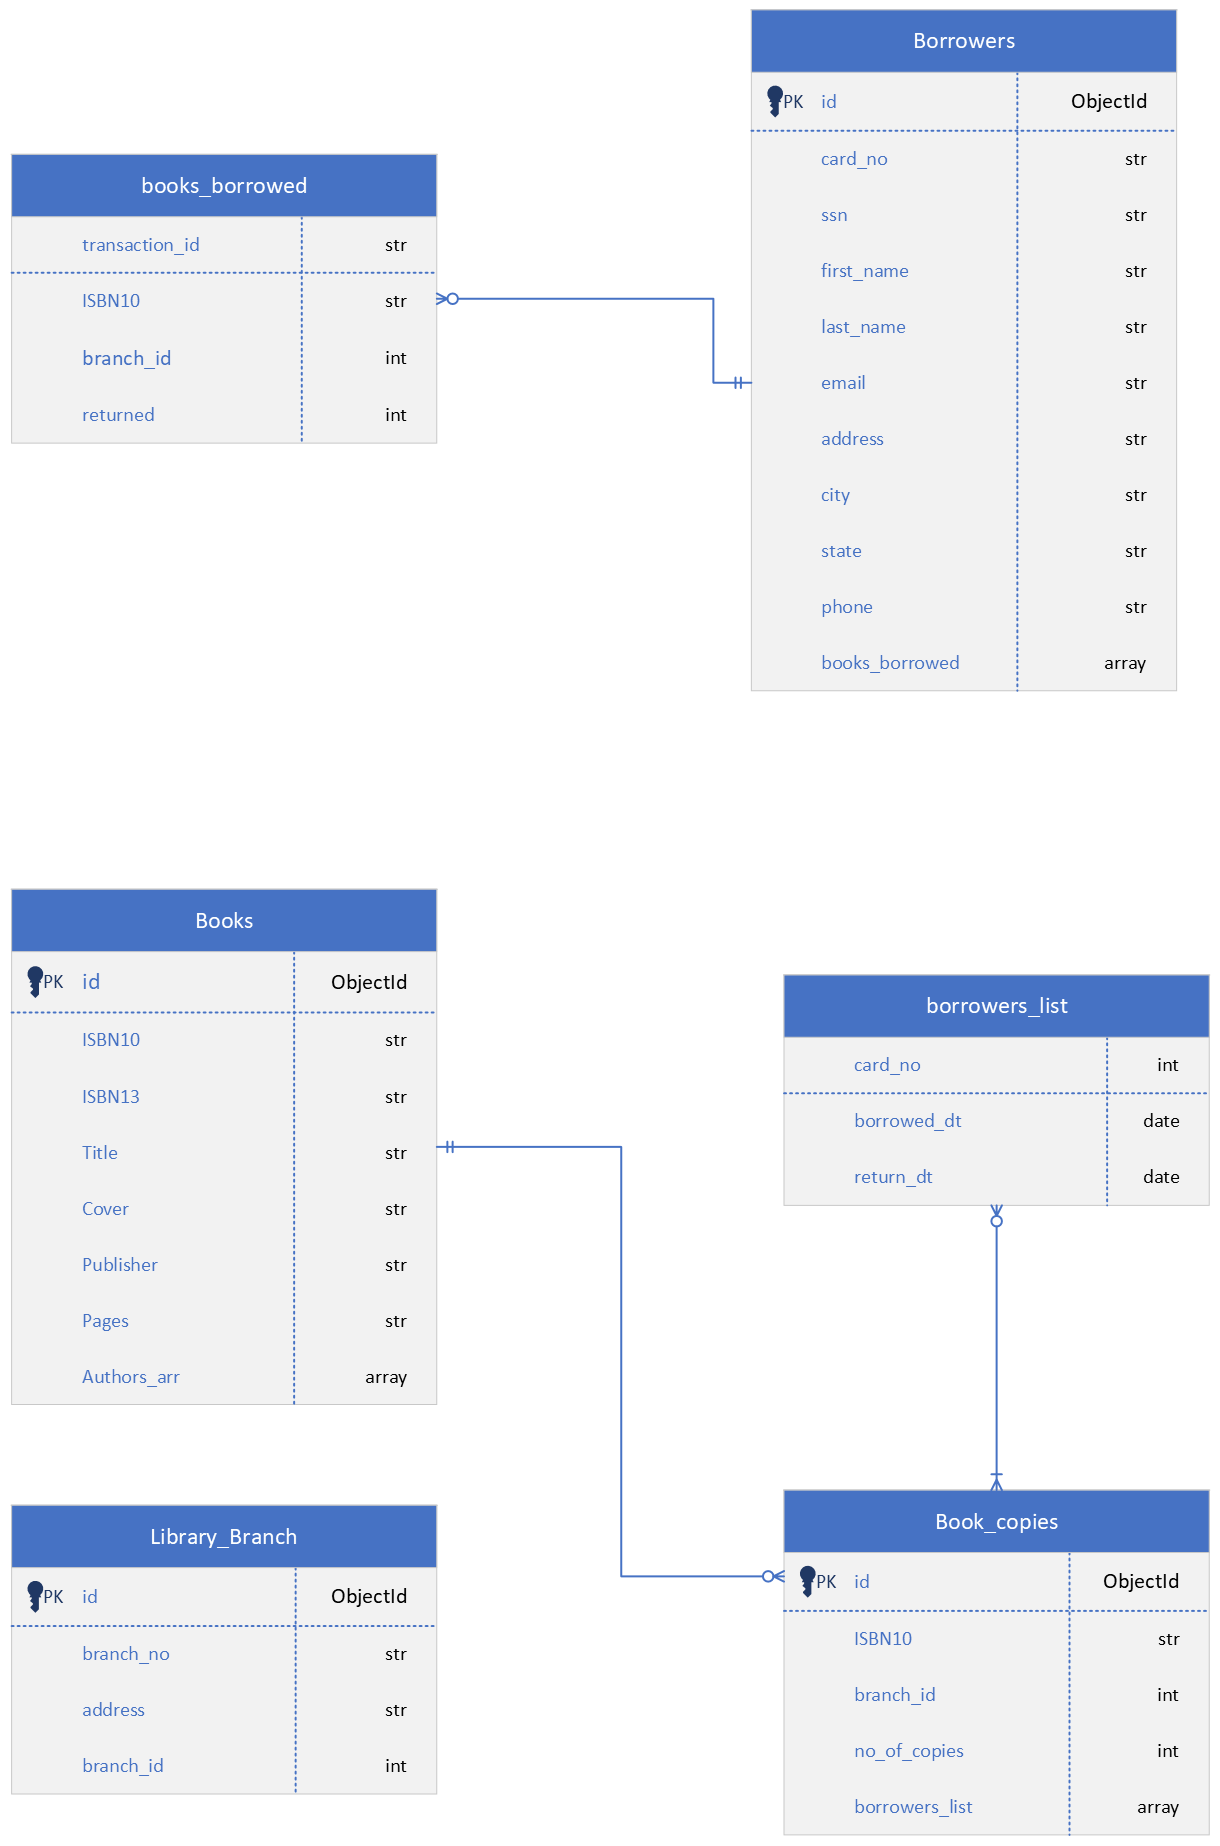 Borrowers
PK id ObjectId
card_no str
ssn str
first_name str
last_name str
email str
address str
city str
state str
phone str
books_borrowed array
books_borrowed
transaction_id str
ISBN10 str
branch_id int
returned int
Books
PK id ObjectId
ISBN10 str
ISBN13 str
Title str
Cover str
Publisher str
Pages str
Authors_arr array
borrowers_list
card_no int
borrowed_dt date
return_dt date
Library_Branch
PK id ObjectId
branch_no str
address str
branch_id int
Book_copies
PK id ObjectId
ISBN10 str
branch_id int
no_of_copies int
borrowers_list array